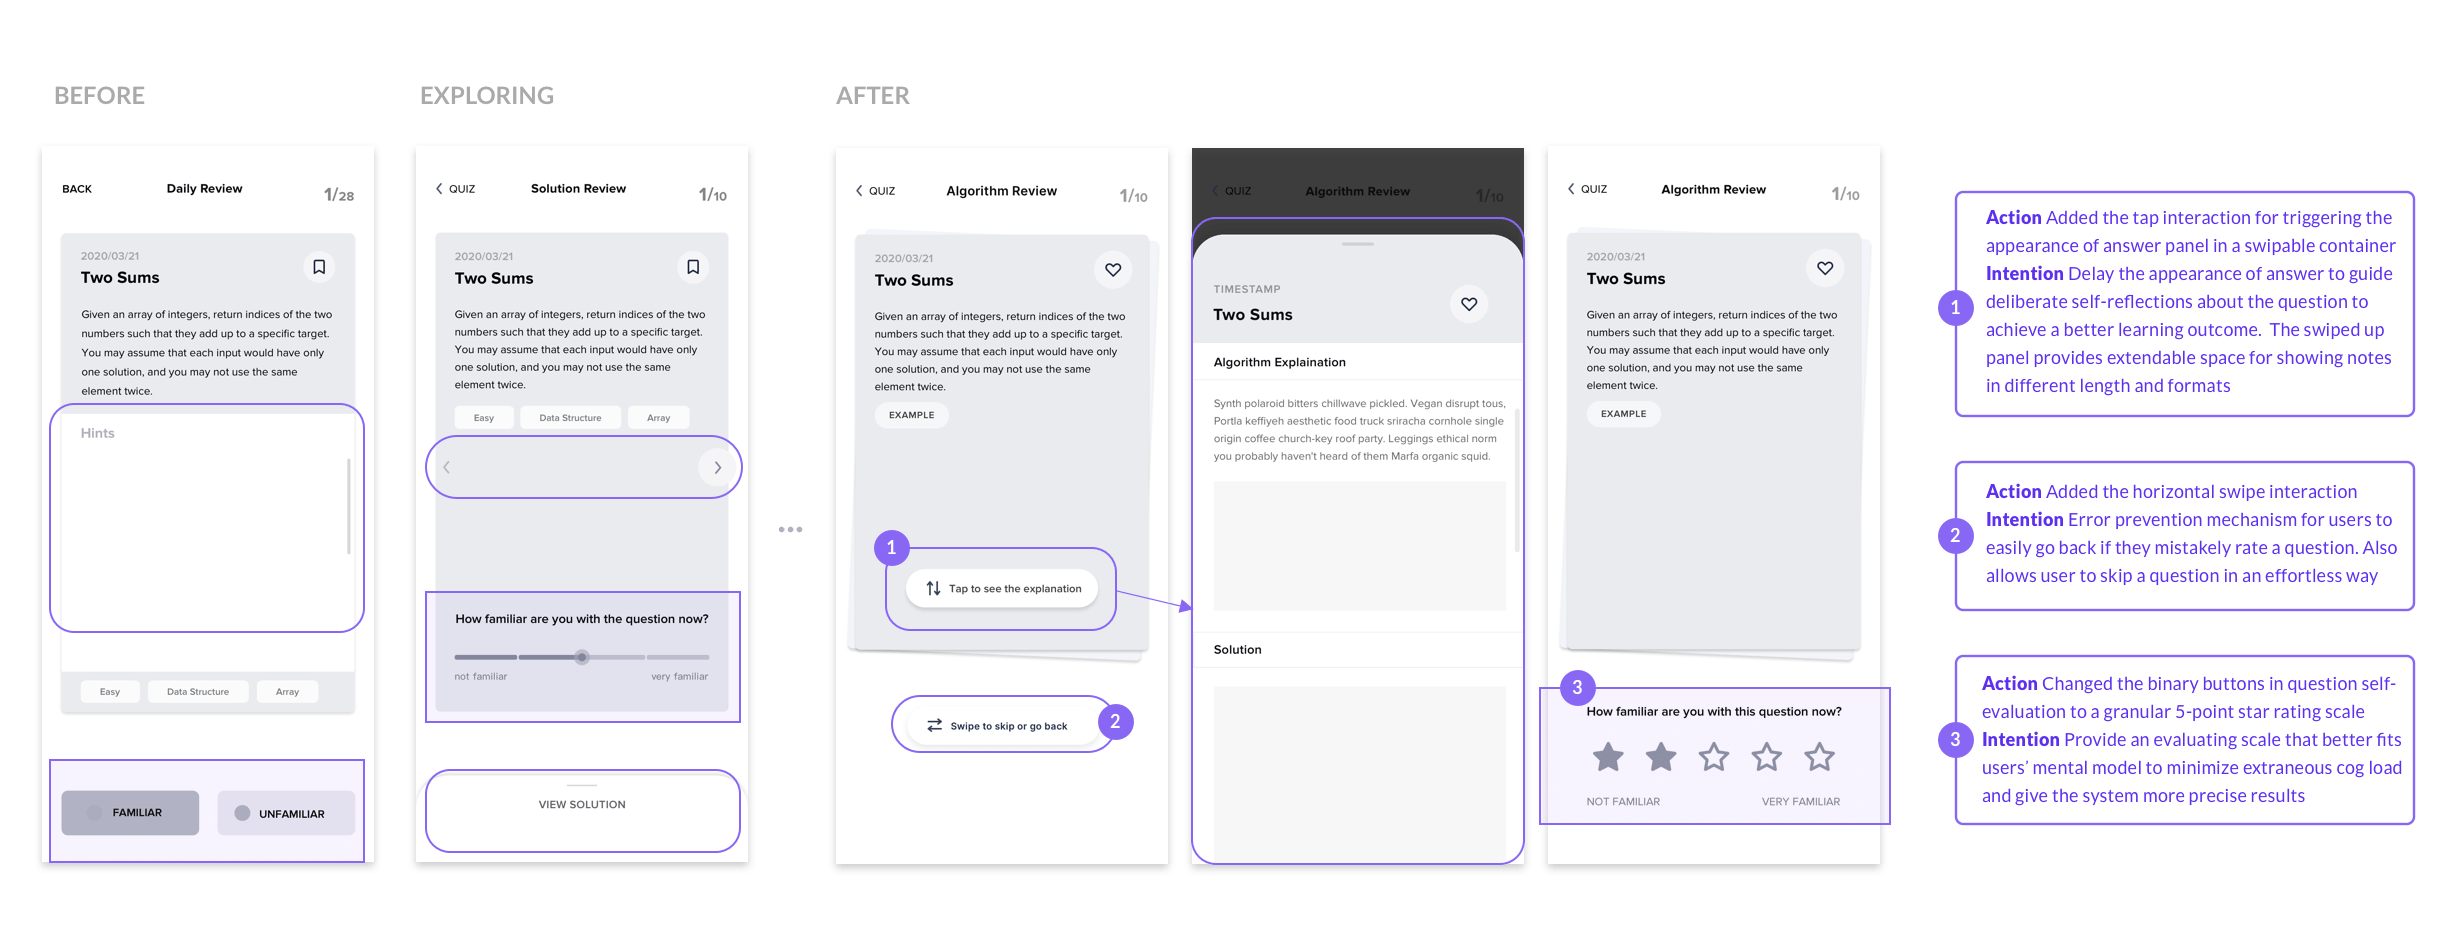 BEFORE
EXPLORING
AFTER
BACK
Daily Review
1/28
2020/03/21
Two Sums
Given an array of integers, return indices of the two
numbers such that they add up to a specific target.
You may assume that each input would have only
one solution, and you may not use the same
element twice.
Hints
Easy
Data Structure
Array
FAMILIAR
UNFAMILIAR
QUIZ
Solution Review
1/10
2020/03/21
Two Sums
Given an array of integers, return indices of the two
numbers such that they add up to a specific target.
You may assume that each input would have only
one solution, and you may not use the same
element twice.
Easy
Data Structure
Array
How familiar are you with the question now?
not familiar
very familiar
VIEW SOLUTION
QUIZ
Algorithm Review
1/10
2020/03/21
Two Sums
Given an array of integers, return indices of the two
numbers such that they add up to a specific target.
You may assume that each input would have only
one solution, and you may not use the same
element twice.
EXAMPLE
1
Tap to see the explanation
Swipe to skip or go back
2
QUIZ
Algorithm Review
1/10
TIMESTAMP
Two Sums
Algorithm Explaination
Synth polaroid bitters chillwave pickled. Vegan disrupt tous,
Portla keffiyeh aesthetic food truck sriracha cornhole single
origin coffee church-key roof party. Leggings ethical norm
you probably haven't heard of them Marfa organic squid.
Solution
QUIZ
Algorithm Review
1/10
2020/03/21
Two Sums
Given an array of integers, return indices of the two
numbers such that they add up to a specific target.
You may assume that each input would have only
one solution, and you may not use the same
element twice.
EXAMPLE
3
How familiar are you with this question now?
NOT FAMILIAR
VERY FAMILIAR
1
Action Added the tap interaction for triggering the
appearance of answer panel in a swipable container
Intention Delay the appearance of answer to guide
deliberate self-reflections about the question to
achieve a better learning outcome. The swiped up
panel provides extendable space for showing notes
in different length and formats
2
Action Added the horizontal swipe interaction
Intention Error prevention mechanism for users to
easily go back if they mistakely rate a question. Also
allows user to skip a question in an effortless way
3
Action Changed the binary buttons in question self-
evaluation to a granular 5-point star rating scale
Intention Provide an evaluating scale that better fits
users' mental model to minimize extraneous cog load
and give the system more precise results